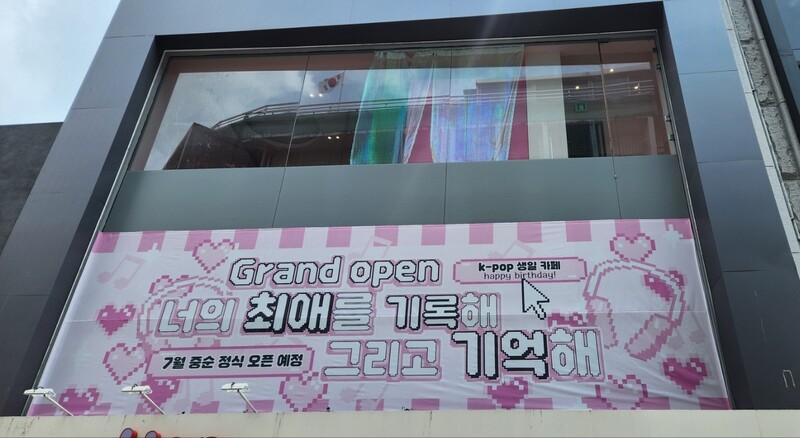 Grand open
k-pop 생일 카페
happy birthday!
너의 최애를 기록해
그리고 기억해
7월 중순 정식 오픈 예정